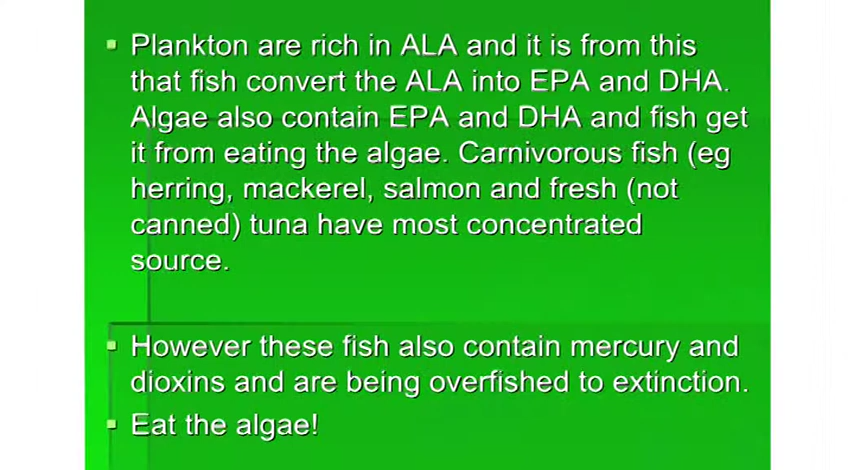 Plankton are rich in ALA and it is from this
that fish convert the ALA into EPA and DHA.
Algae also contain EPA and DHA and fish get
it from eating the algae. Carnivorous fish (eg
herring, mackerel, salmon and fresh (not
canned) tuna have most concentrated
source.
However these fish also contain mercury and
dioxins and are being overfished to extinction.
Eat the algae!